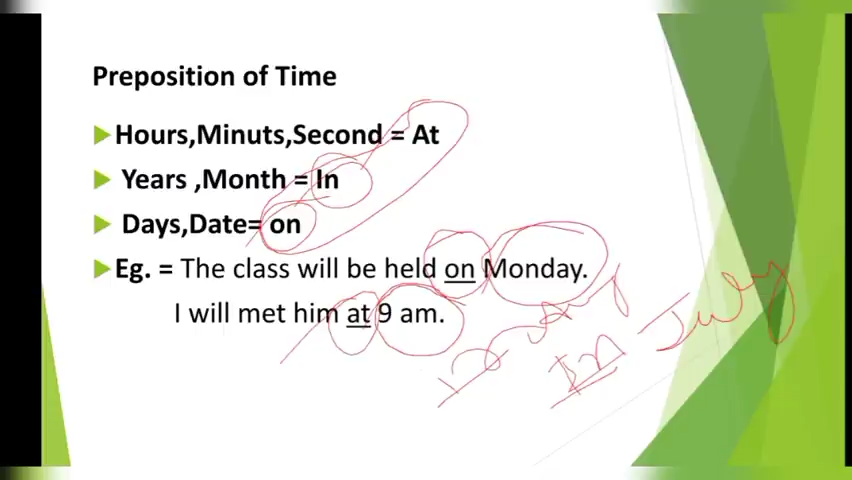 Preposition of Time
Hours,Minuts,Second = At
Years ,Month = In
Days,Date= on
Eg. = The class will be held on Monday.
I will met him at 9 am.
In July